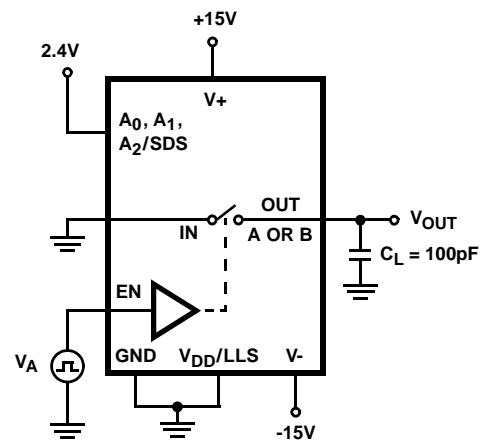 +15V
2.4V
V+
A0, A1,
A2/SDS
OUT
IN
A OR B
VOUT
CL = 100pF
EN
VA
GND
VDD/LLS
V-
-15V